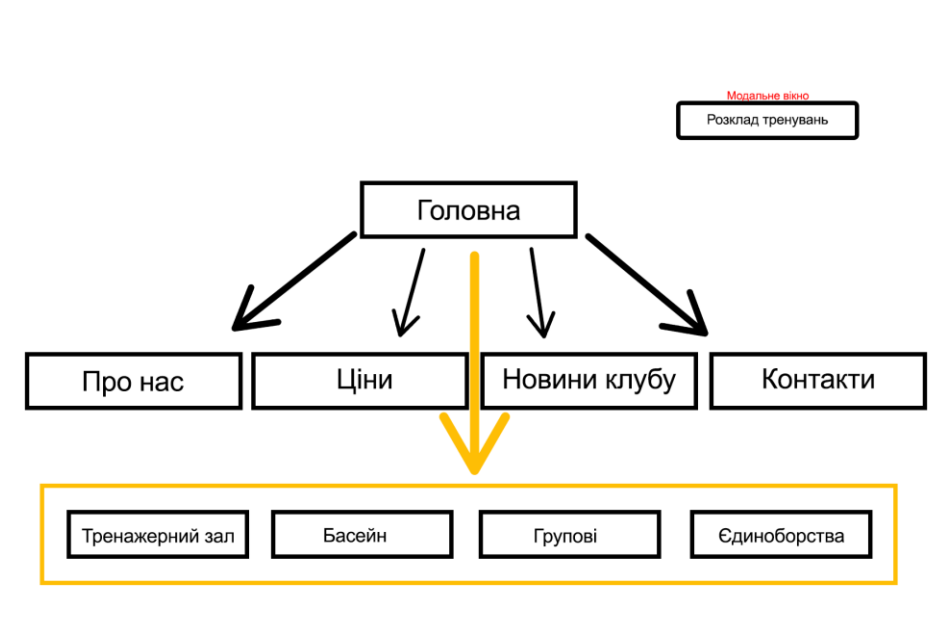 Модальне вікно
Розклад тренувань
Головна
Про нас
Ціни
Новини клубу
Контакти
Тренажерний зал
Басейн
Групові
Єдиноборства